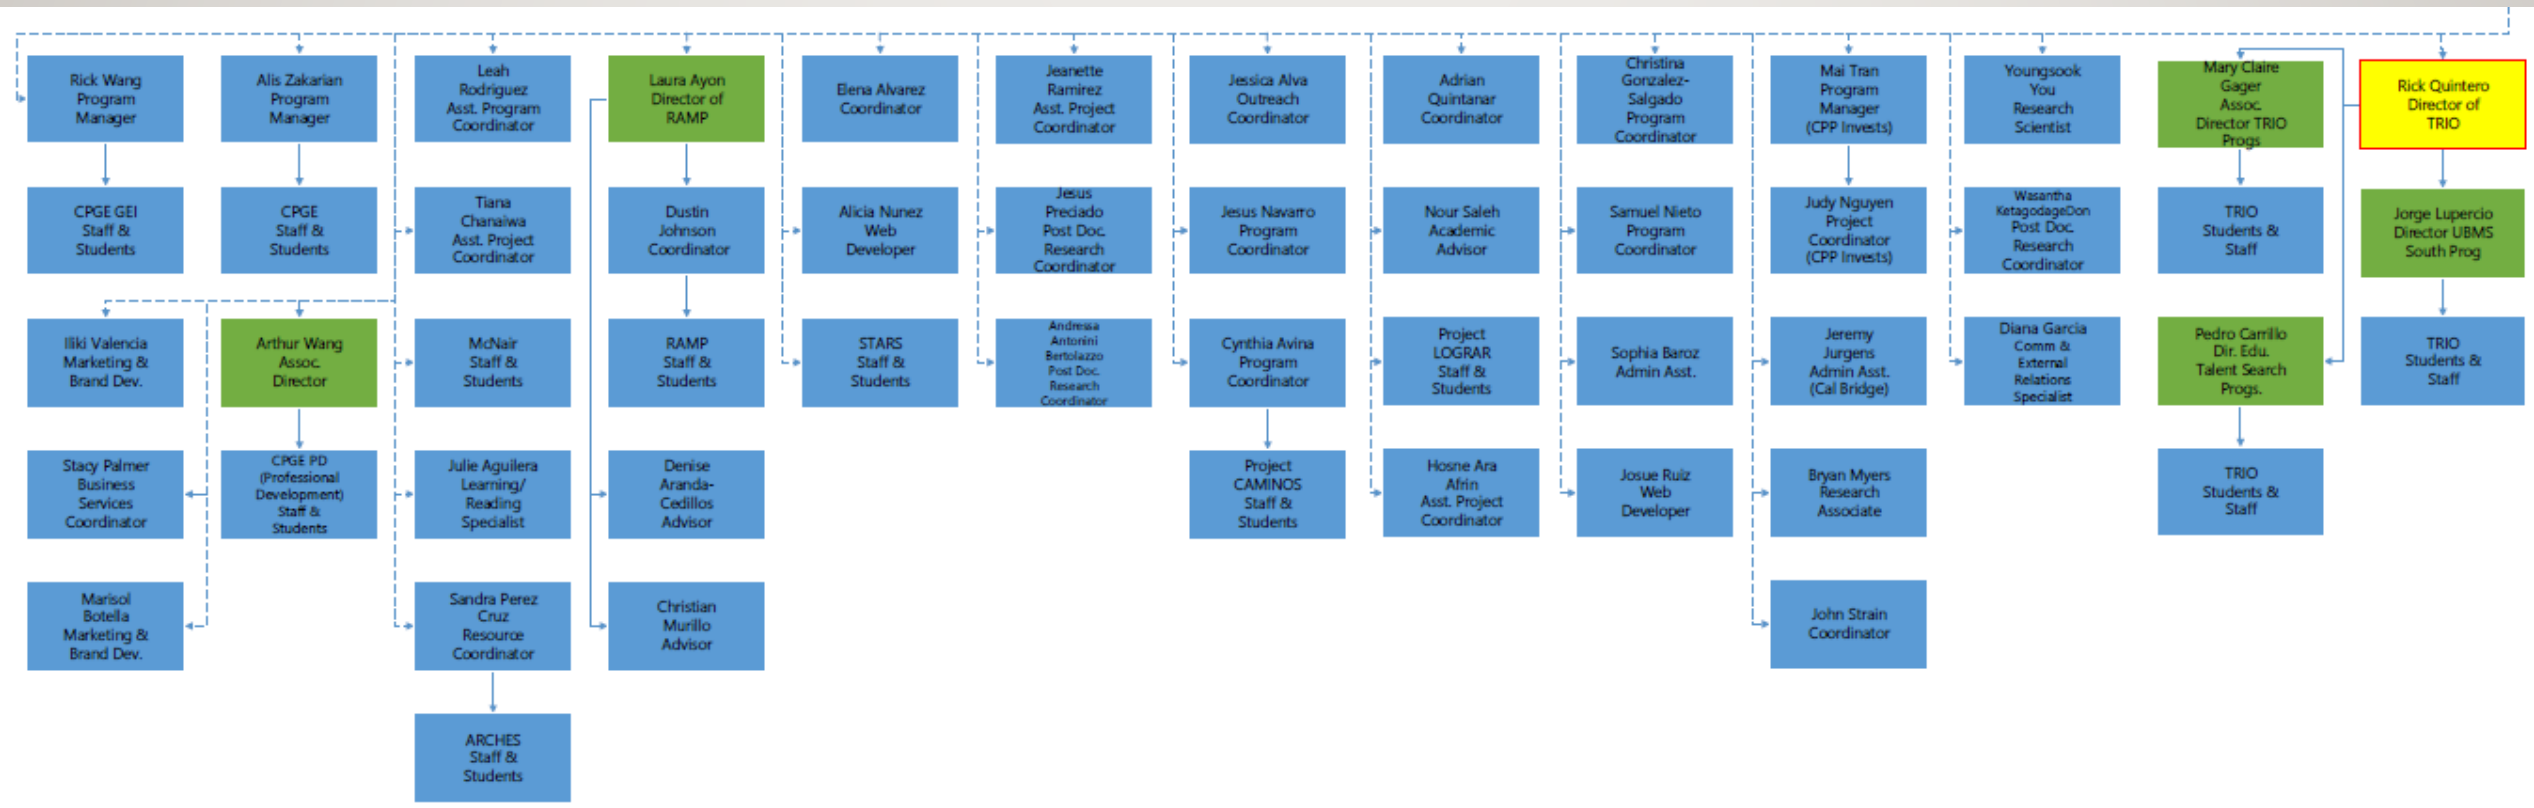 Rick Wang
Program
Manager
Alis Zakarian
Program
Manager
Leah
Rodriguez
Asst. Program
Coordinator
Laura Ayon
Director of
RAMP
Elena Alvarez
Coordinator
Jeanette
Ramirez
Asst. Project
Coordinator
Jessica Alva
Outreach
Coordinator
Adrian
Quintanar
Coordinator
Christina
Gonzalez-
Salgado
Program
Coordinator
Mai Tran
Program
Manager
(CPP Invests)
Youngsook
You
Research
Scientist
Mary Claire
Gager
Assoc.
Director TRIO
Progs
Rick Quintero
Director of
TRIO
CPGE GEI
Staff &
Students
CPGE
Staff &
Students
Tiana
Chanaiwa
Asst. Project
Coordinator
Dustin
Johnson
Coordinator
Alicia Nunez
Web
Developer
Jesus
Preciado
Post Doc.
Research
Coordinator
Jesus Navarro
Program
Coordinator
Nour Saleh
Academic
Advisor
Samuel Nieto
Program
Coordinator
Judy Nguyen
Project
Coordinator
(CPP Invests)
Wasantha
KetagodageDon
Post Doc.
Research
Coordinator
TRIO
Students &
Staff
Jorge Lupercio
Director UBMS
South Prog
Iliki Valencia
Marketing &
Brand Dev.
Arthur Wang
Assoc.
Director
McNair
Staff &
Students
RAMP
Staff &
Students
STARS
Staff &
Students
Andressa
Antonini
Bertolazzo
Post Doc.
Research
Coordinator
Cynthia Avina
Program
Coordinator
Project
LOGRAR
Staff &
Students
Sophia Baroz
Admin Asst.
Jeremy
Jurgens
Admin Asst.
(Cal Bridge)
Diana Garcia
Comm &
External
Relations
Specialist
Pedro Carrillo
Dir. Edu.
Talent Search
Progs.
TRIO
Students &
Staff
Stacy Palmer
Business
Services
Coordinator
CPGE PD
(Professional
Development)
Staff &
Students
Julie Aguilera
Learning/
Reading
Specialist
Denise
Aranda-
Cedillos
Advisor
Project
CAMINOS
Staff &
Students
Hosne Ara
Afrin
Asst. Project
Coordinator
Josue Ruiz
Web
Developer
Bryan Myers
Research
Associate
TRIO
Students &
Staff
Marisol
Botella
Marketing &
Brand Dev.
Sandra Perez
Cruz
Resource
Coordinator
Christian
Murillo
Advisor
John Strain
Coordinator
ARCHES
Staff &
Students